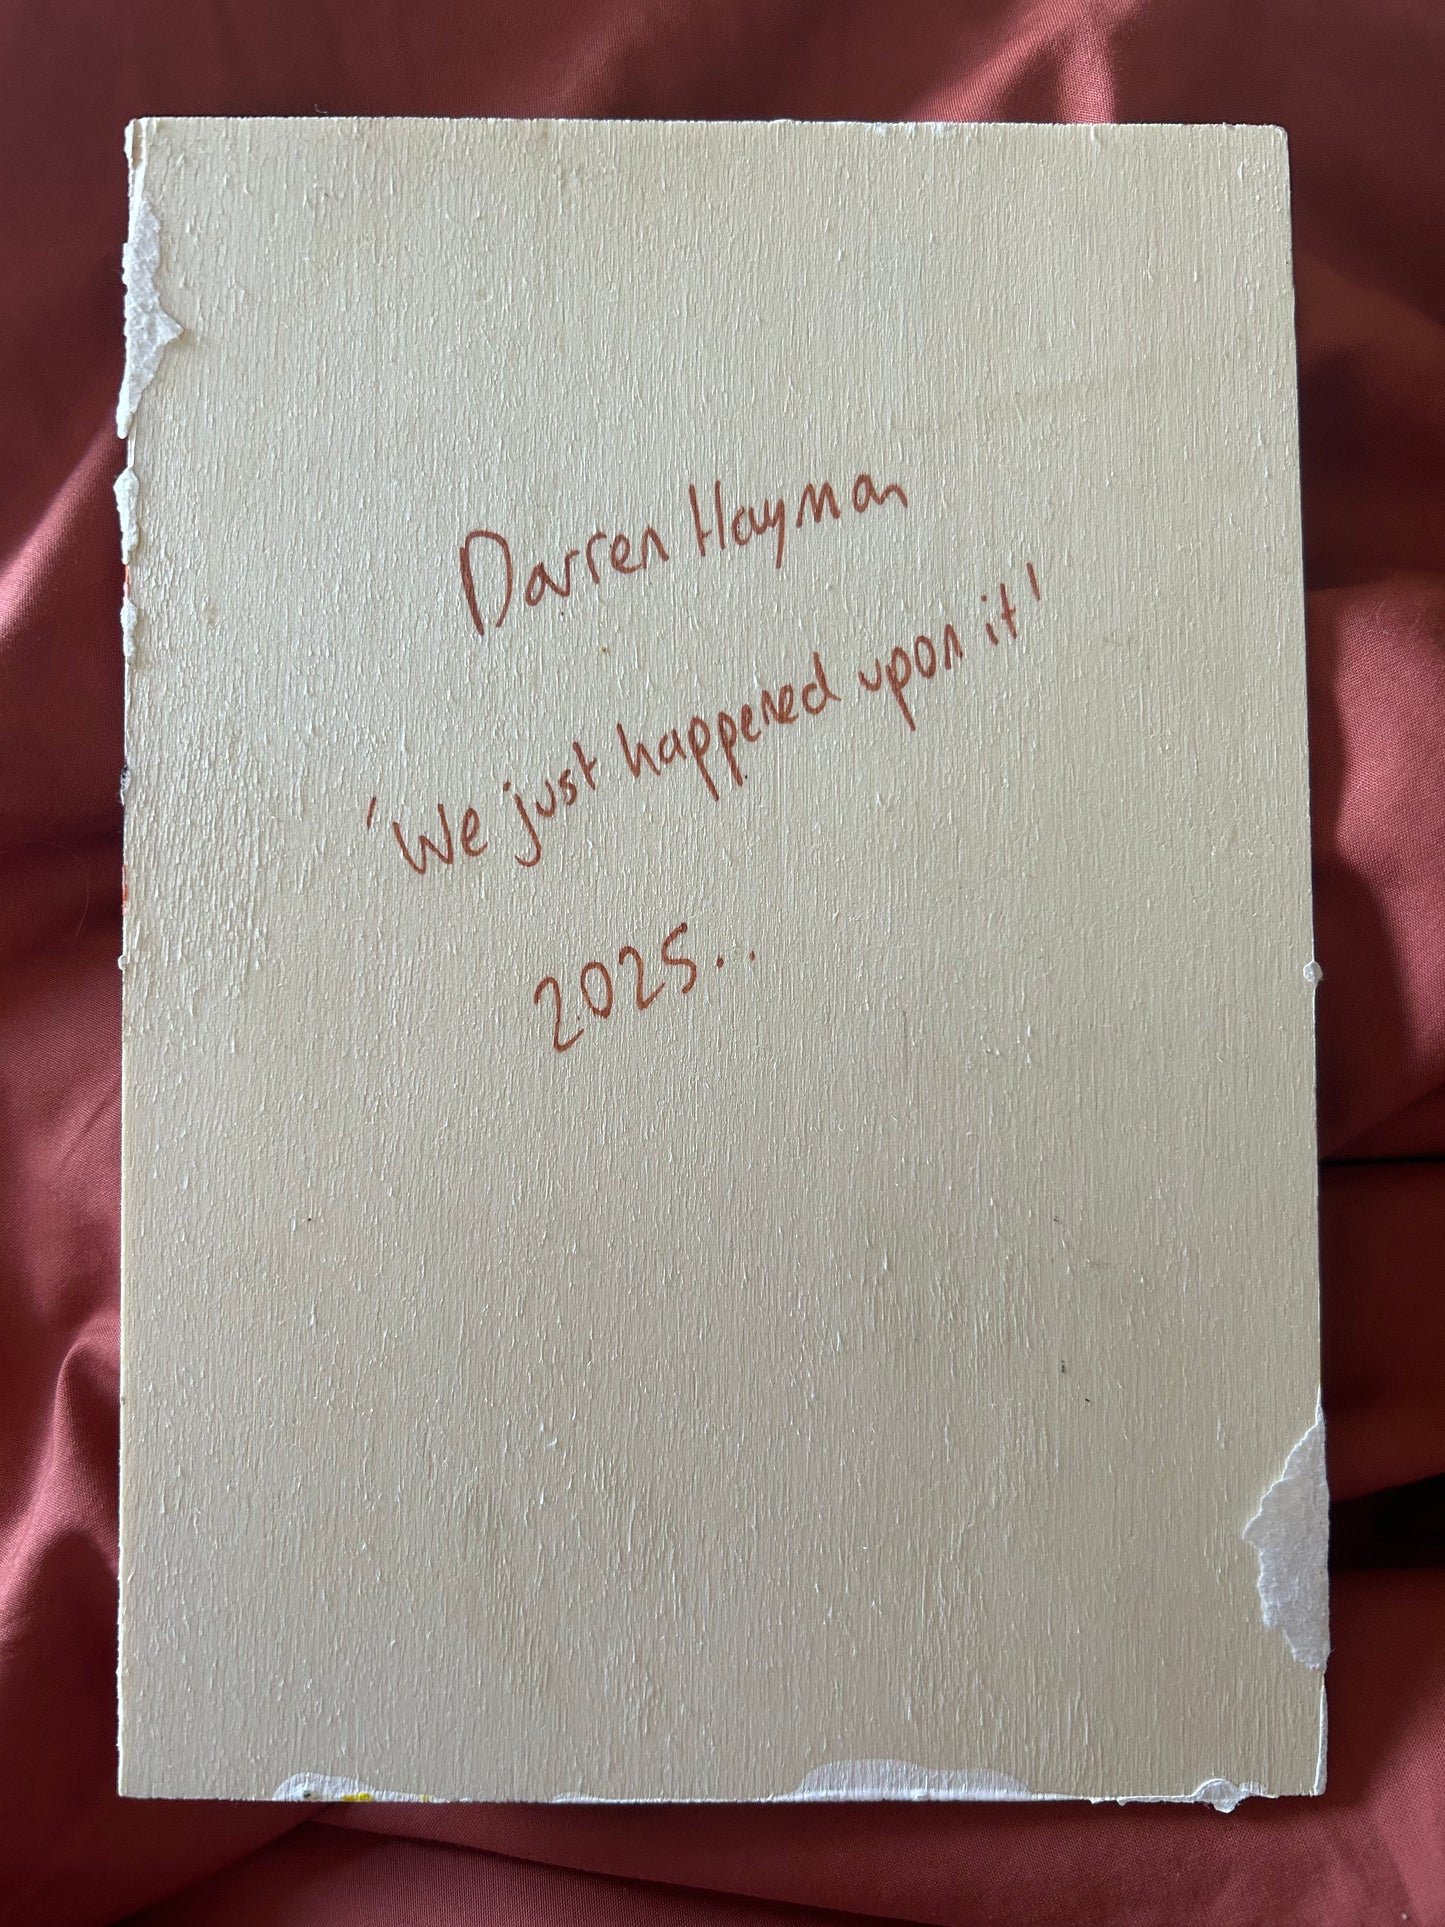 Darren Hayman
'We just happened upon it'
2025..